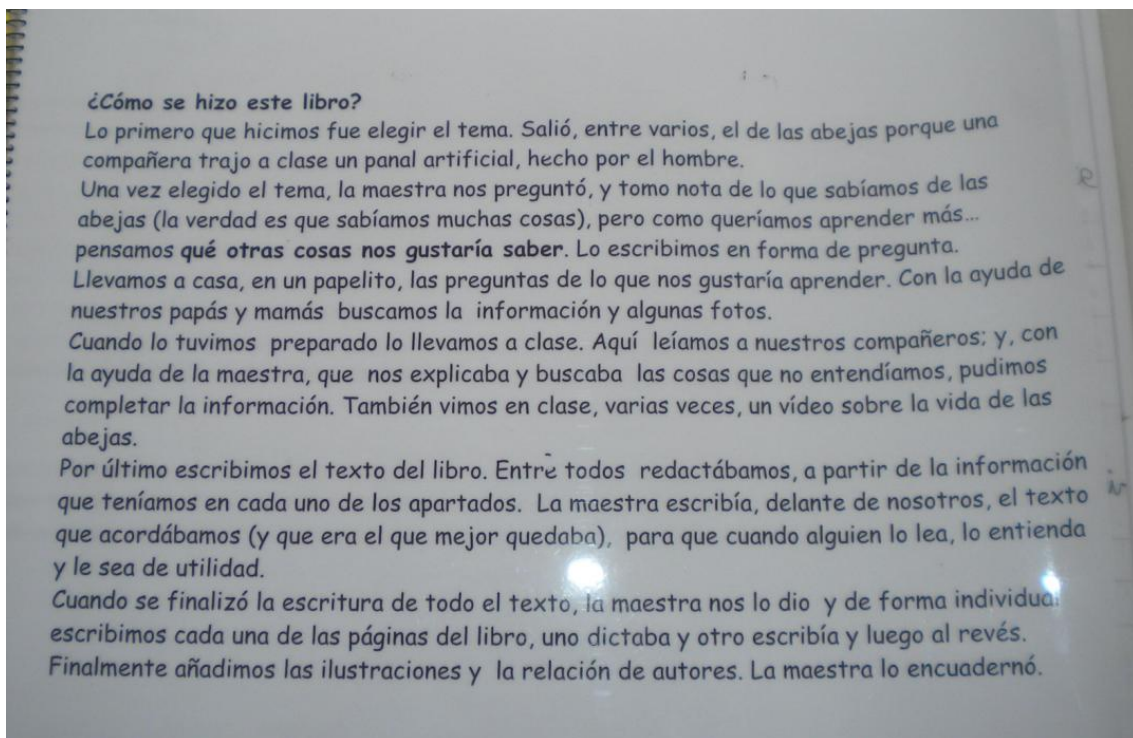 ¿Cómo se hizo este libro?
Lo primero que hicimos fue elegir el tema. Salió, entre varios, el de las abejas porque una
compañera trajo a clase un panal artificial, hecho por el hombre.
Una vez elegido el tema, la maestra nos preguntó, y tomo nota de lo que sabíamos de las
abejas (la verdad es que sabíamos muchas cosas), pero como queríamos aprender más...
pensamos qué otras cosas nos gustaría saber. Lo escribimos en forma de pregunta.
Llevamos a casa, en un papelito, las preguntas de lo que nos gustaría aprender. Con la ayuda de
nuestros papás y mamás buscamos la información y algunas fotos.
Cuando lo tuvimos preparado lo llevamos a clase. Aquí leíamos a nuestros compañeros; y, con
la ayuda de la maestra, que nos explicaba y buscaba las cosas que no entendíamos, pudimos
completar la información. También vimos en clase, varias veces, un vídeo sobre la vida de las
abejas.
Por último escribimos el texto del libro. Entre todos redactábamos, a partir de la información
que teníamos en cada uno de los apartados. La maestra escribía, delante de nosotros, el texto
que acordábamos (y que era el que mejor quedaba), para que cuando alguien lo lea, lo entienda
y le sea de utilidad.
Cuando se finalizó la escritura de todo el texto, la maestra nos lo dio y de forma individual
escribimos cada una de las páginas del libro, uno dictaba y otro escribía y luego al revés.
Finalmente añadimos las ilustraciones y la relación de autores. La maestra lo encuadernó.